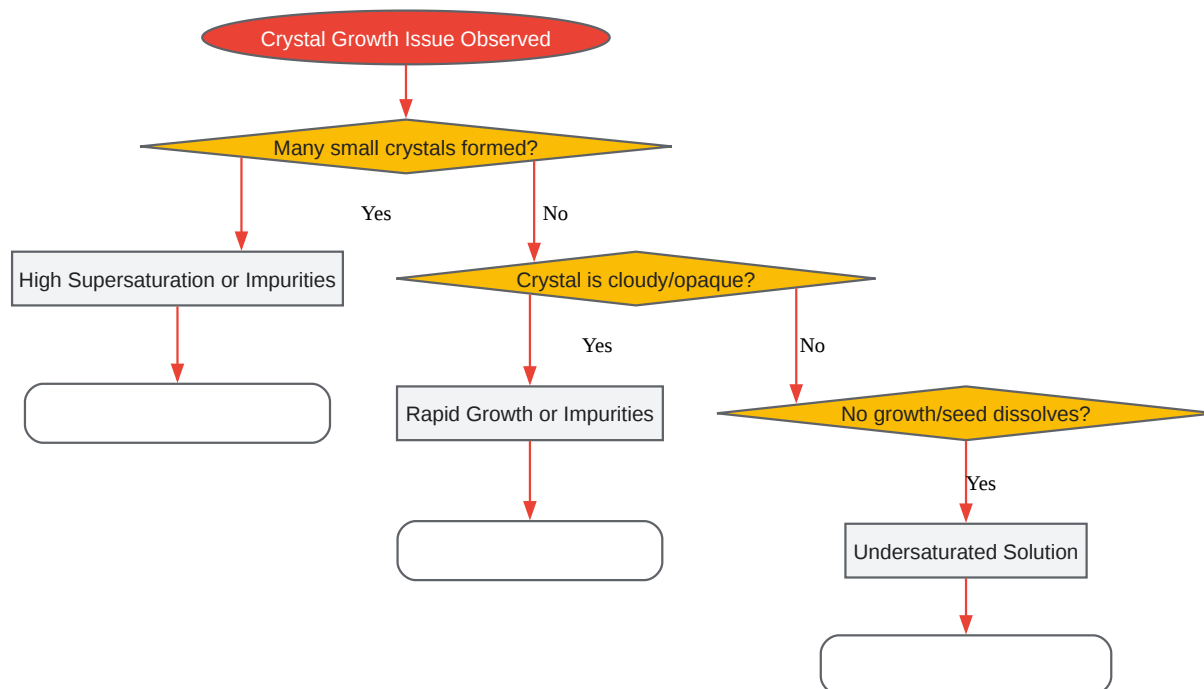 Crystal Growth Issue Observed
Many small crystals formed?
Yes
No
High Supersaturation or Impurities
Crystal is cloudy/opaque?
Yes
No
Rapid Growth or Impurities
No growth/seed dissolves?
Yes
Undersaturated Solution